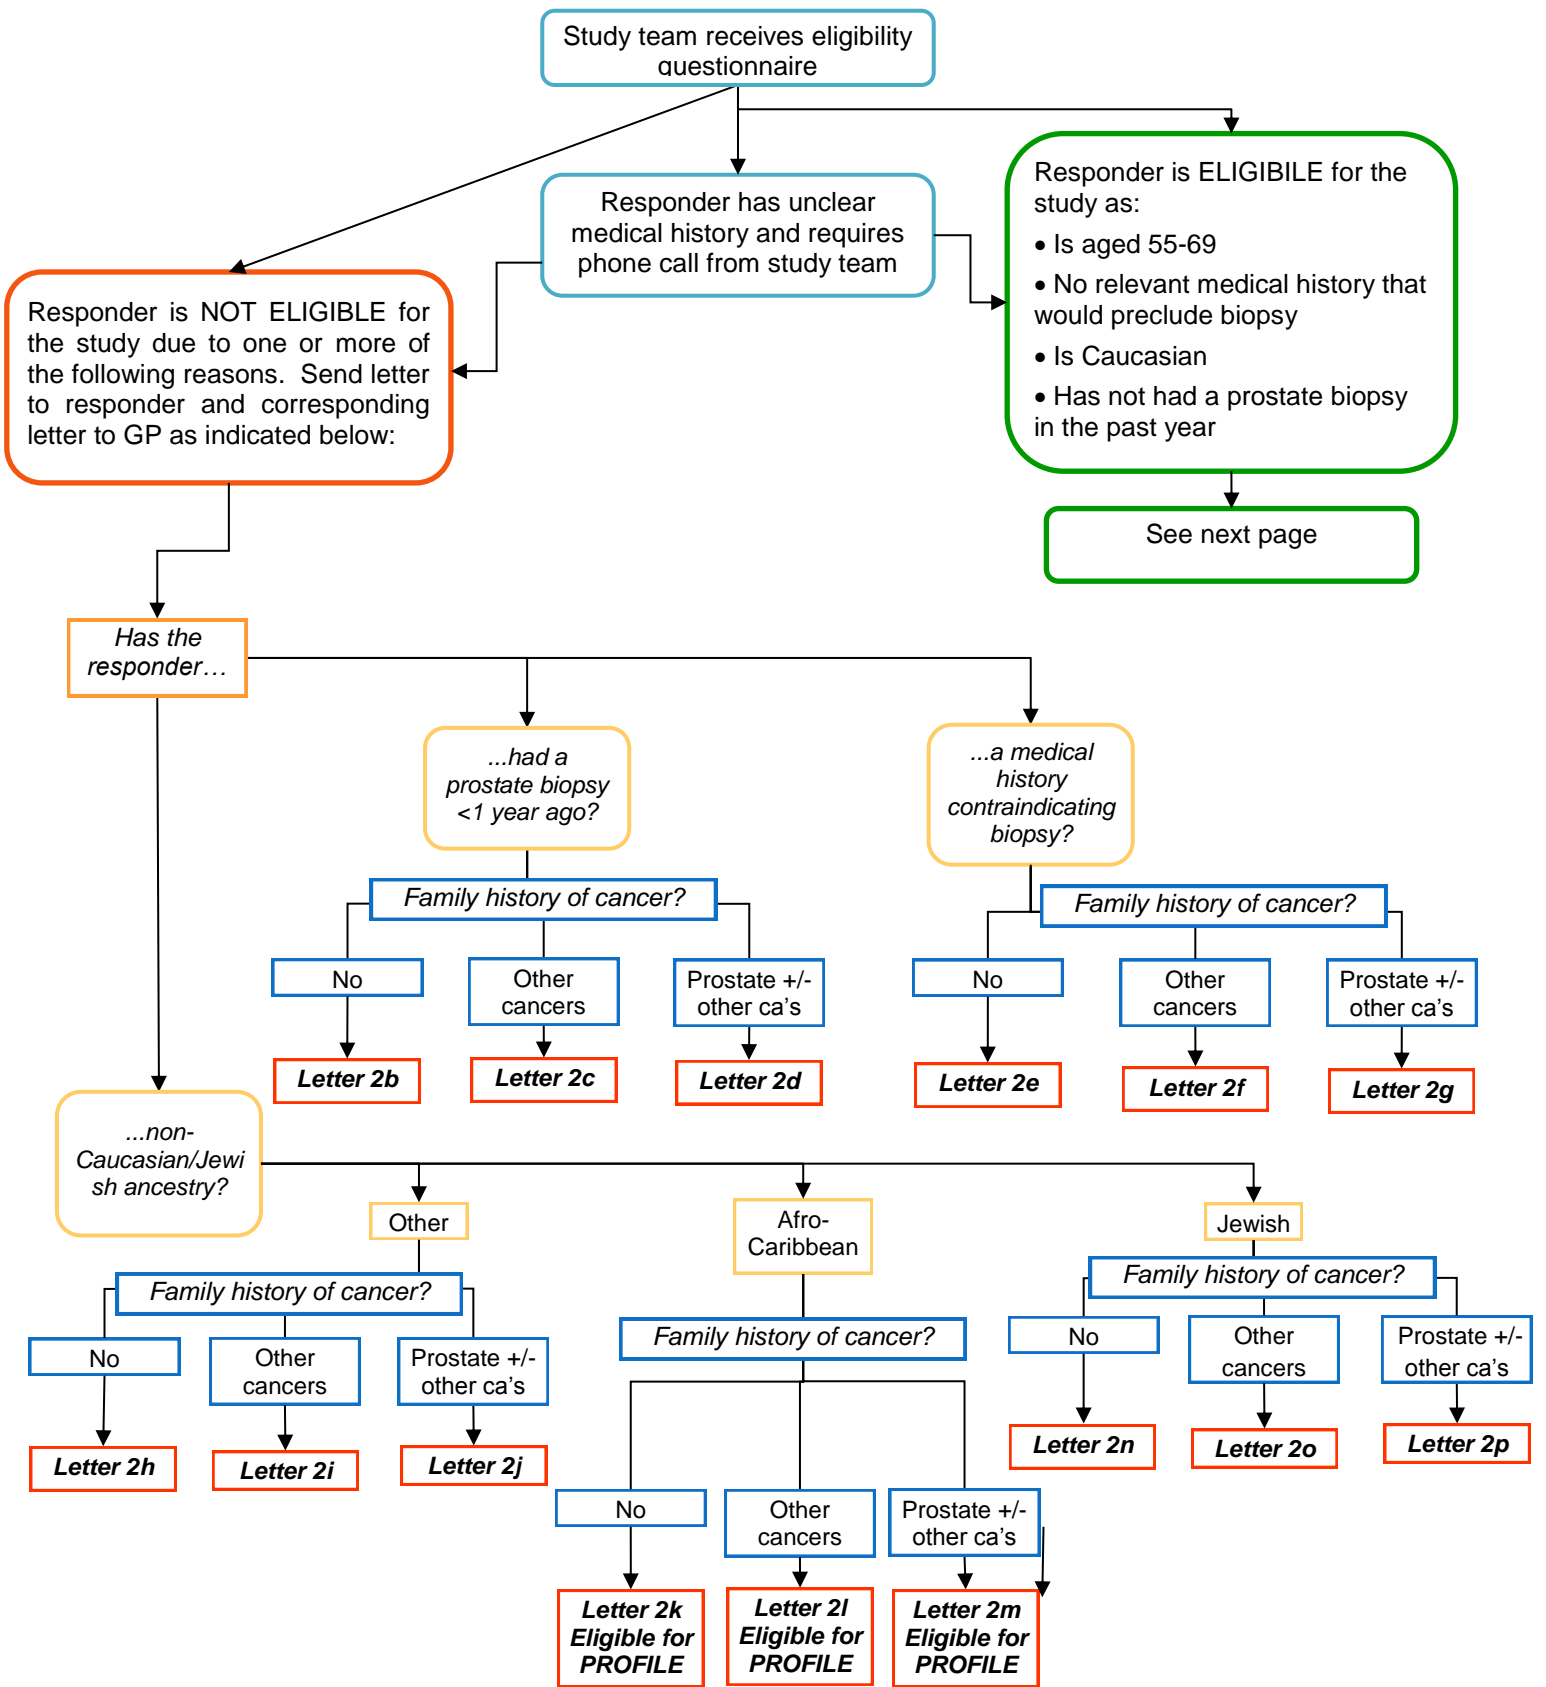 Study team receives eligibility
questionnaire
Responder has unclear
medical history and requires
phone call from study team
Responder is ELIGIBILE for the
study as:
• Is aged 55-69
• No relevant medical history that
would preclude biopsy
• Is Caucasian
• Has not had a prostate biopsy
in the past year
Responder is NOT ELIGIBLE for
the study due to one or more of
the following reasons.  Send letter
to responder and corresponding
letter to GP as indicated below:
See next page
Has the
responder…
...had a
prostate biopsy
<1 year ago?
...a medical
history
contraindicating
biopsy?
Family history of cancer?
No
Other
cancers
Prostate +/-
other ca's
Letter 2b
Letter 2c
Letter 2d
Family history of cancer?
No
Other
cancers
Prostate +/-
other ca's
Letter 2e
Letter 2f
Letter 2g
...non-
Caucasian/Jewi
sh ancestry?
Other
Afro-
Caribbean
Jewish
Family history of cancer?
No
Other
cancers
Prostate +/-
other ca's
Letter 2h
Letter 2i
Letter 2j
Family history of cancer?
No
Other
cancers
Prostate +/-
other ca's
Letter 2k
Eligible for
PROFILE
Letter 2l
Eligible for
PROFILE
Letter 2m
Eligible for
PROFILE
Family history of cancer?
No
Other
cancers
Prostate +/-
other ca's
Letter 2n
Letter 2o
Letter 2p